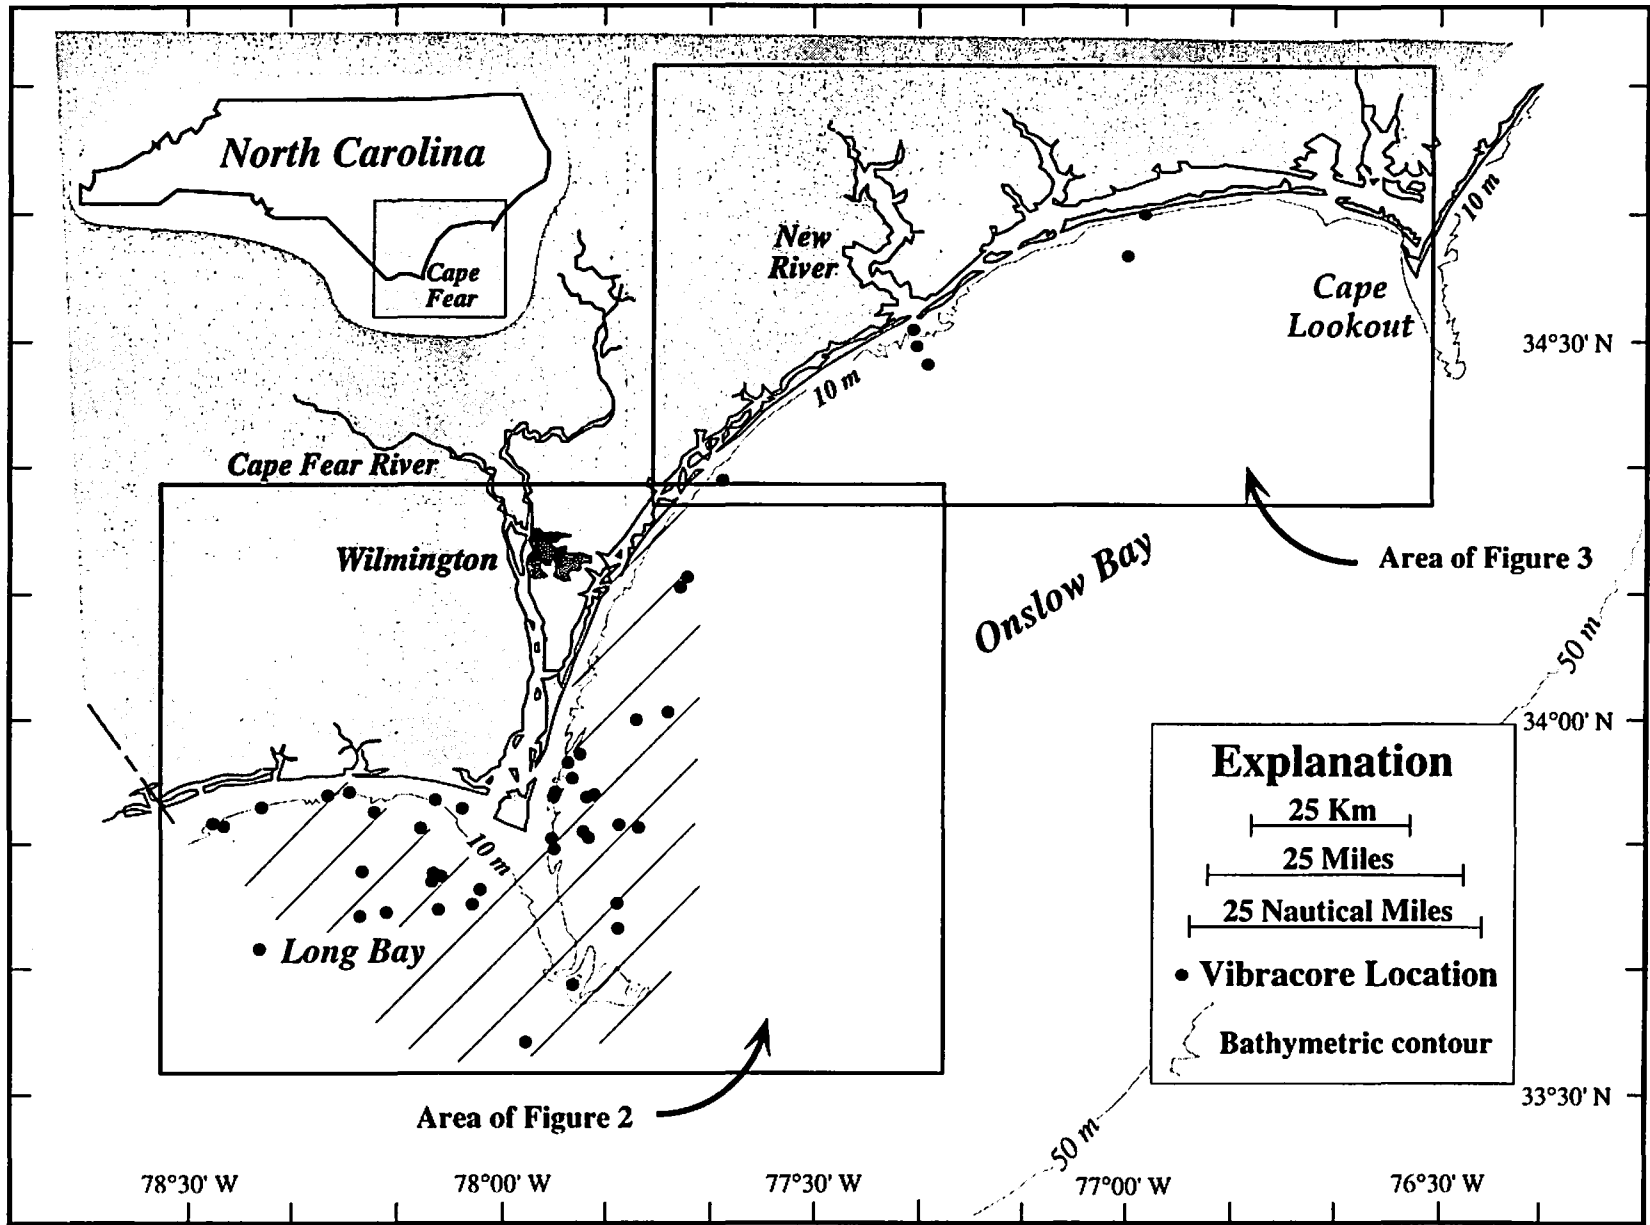 North Carolina
Cape
Fear
New
River
10 m
Cape
Lookout
34°30' N
10 m
Cape Fear River
Wilmington
Onslow Bay
Area of Figure 3
50 m
34°00' N
Explanation
25 Km
25 Miles
25 Nautical Miles
Vibracore Location
Bathymetric contour
10 m
Long Bay
Area of Figure 2
33°30' N
50 m
78°30' W
78°00' W
77°30' W
77°00' W
76°30' W